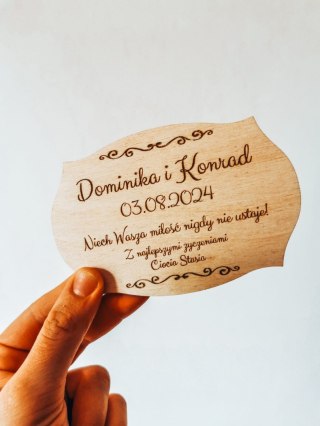 Dominika i Konrad
03.08.2024
Niech Wasza miłość nigdy nie ustaje!
Z najlepszymi życzeniami
Ciocia Stasia